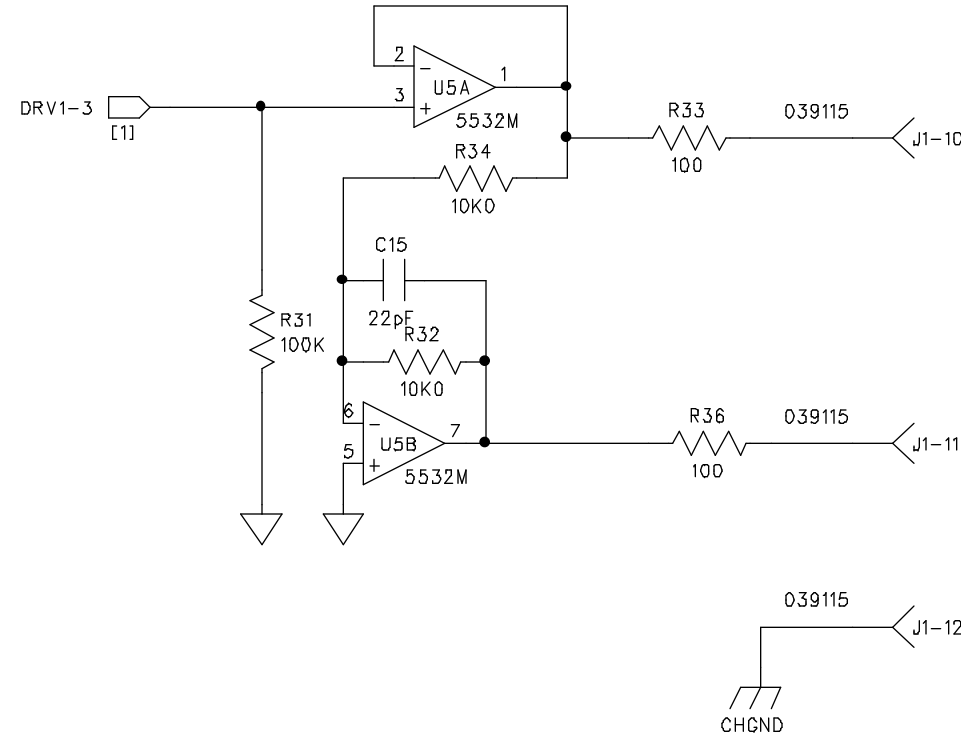 2
1
U5A
DRV1-3
3
[1]
5532M
R33
039115
J1-10
100
R34
10K0
C15
22pF
R31
100K
R32
10K0
6
7
U5B
5
5532M
R36
039115
J1-11
100
039115
J1-12
CHGND